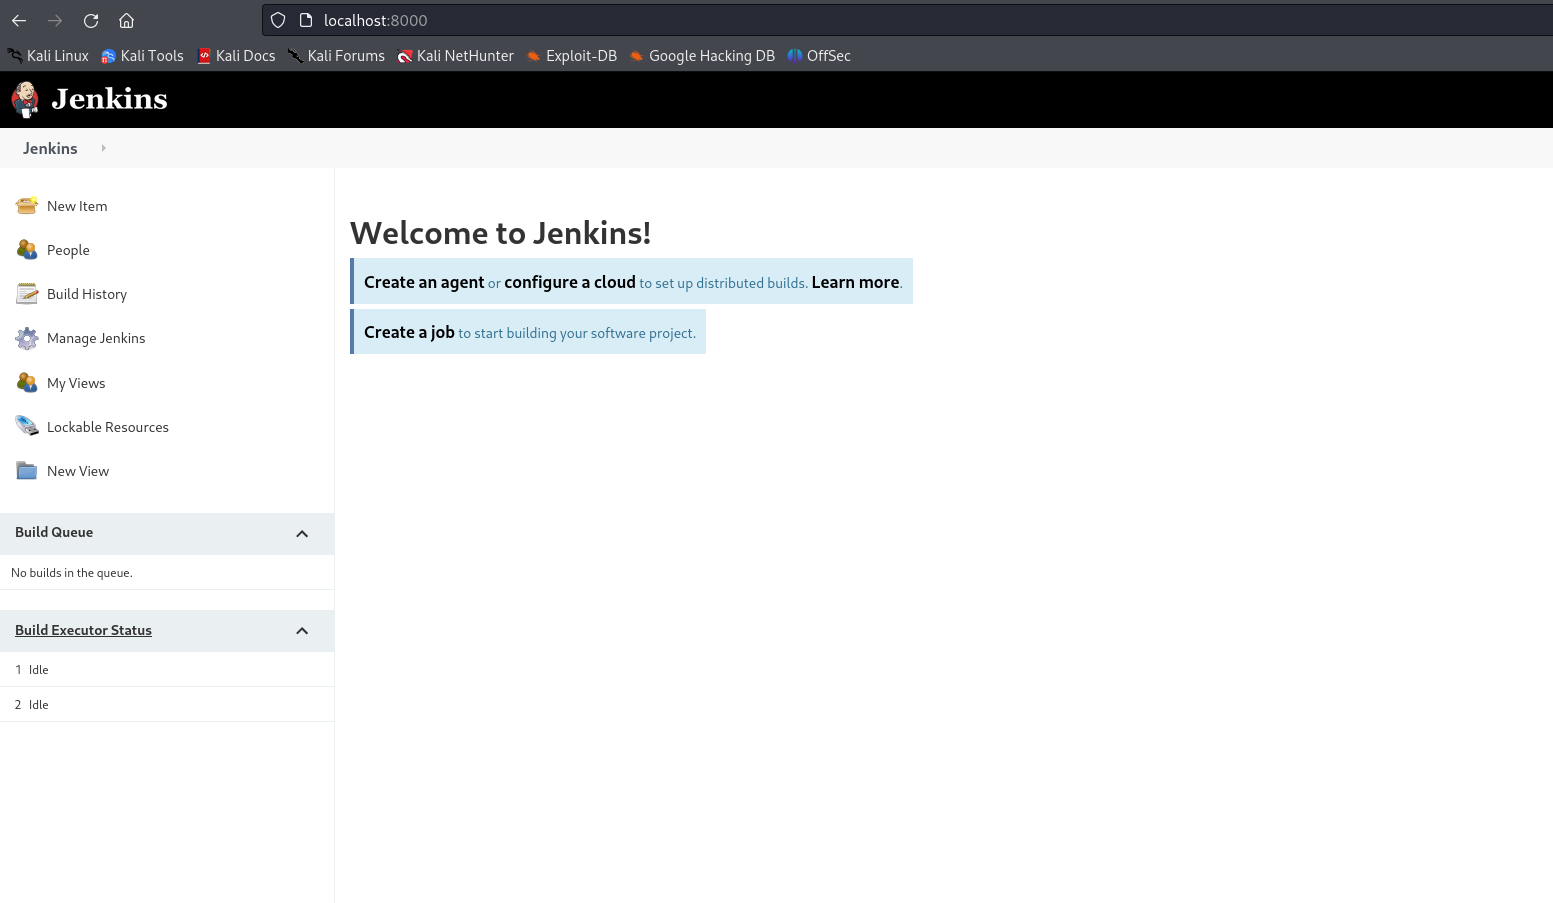 localhost:8000
Kali Linux Kali Tools Kali Docs Kali Forums Kali NetHunter Exploit-DB Google Hacking DB OffSec
Jenkins
Jenkins
New Item
People
Build History
Manage Jenkins
My Views
Lockable Resources
New View
Build Queue
No builds in the queue.
Build Executor Status
1 Idle
2 Idle
Welcome to Jenkins!
Create an agent or configure a cloud to set up distributed builds. Learn more.
Create a job to start building your software project.